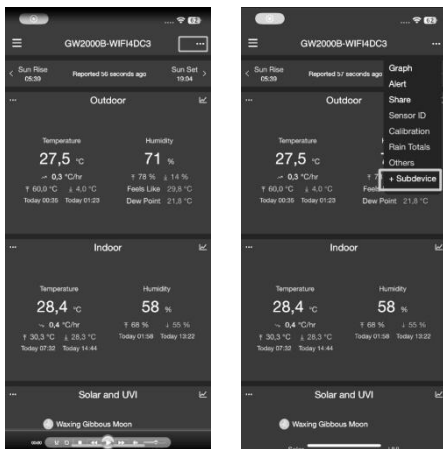 GW2000B-WIFI4DC3
Sun Rise
05:39
Reported 56 seconds ago
Sun Set
19:04
Outdoor
Temperature Humidity
27,5 °C 71 %
0,3 °C/hr ↑ 78 % ↓ 14 %
↑ 60,0 °C ↓ 4,0 °C Feels Like 29,8 °C
Today 00:35 Today 01:23 Dew Point 21,8 °C
Indoor
Temperature Humidity
28,4 °C 58 %
0,4 °C/hr ↑ 68 % ↓ 55 %
↑ 30,3 °C ↓ 28,3 °C Today 01:58 Today 13:22
Today 07:32 Today 14:44
Solar and UVI
Waxing Gibbous Moon
00:00
GW2000B-WIFI4DC3
Sun Rise
05:39
Reported 57 seconds ago
Graph
Alert
Share
Sensor ID
Calibration
Rain Totals
Others
+ Subdevice
Outdoor
Temperature
27,5 °C
0,3 °C/hr
↑ 60,0 °C ↓ 4,0 °C
Today 00:35 Today 01:23 Dew Point 21,8 °C
Indoor
Temperature Humidity
28,4 °C 58 %
0,4 °C/hr ↑ 68 % ↓ 55 %
↑ 30,3 °C ↓ 28,3 °C Today 01:58 Today 13:22
Today 07:32 Today 14:44
Solar and UVI
Waxing Gibbous Moon